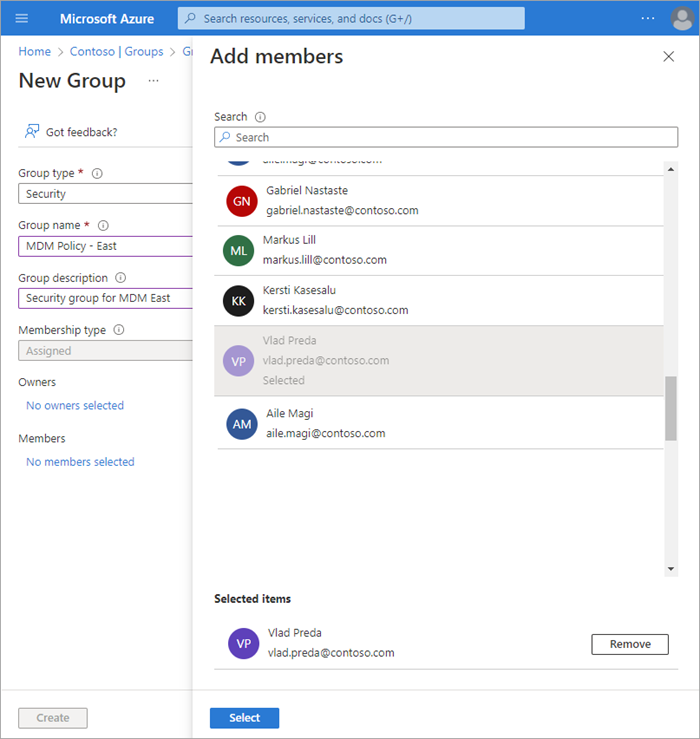 Microsoft Azure
Search resources, services, and docs (G+/)
...
Home > Contoso | Groups >
New Group ...
Got feedback?
Group type *
Security
Group name *
MDM Policy - East
Group description
Security group for MDM East
Membership type
Assigned
Owners
No owners selected
Members
No members selected
Create
Add members
Search
Search
aile.magi@contoso.com
GN
Gabriel Nastaste
gabriel.nastaste@contoso.com
ML
Markus Lill
markus.lill@contoso.com
KK
Kersti Kasesalu
kersti.kasesalu@contoso.com
VP
Vlad Preda
vlad.preda@contoso.com
Selected
AM
Aile Magi
aile.magi@contoso.com
Selected items
VP
Vlad Preda
vlad.preda@contoso.com
Remove
Select